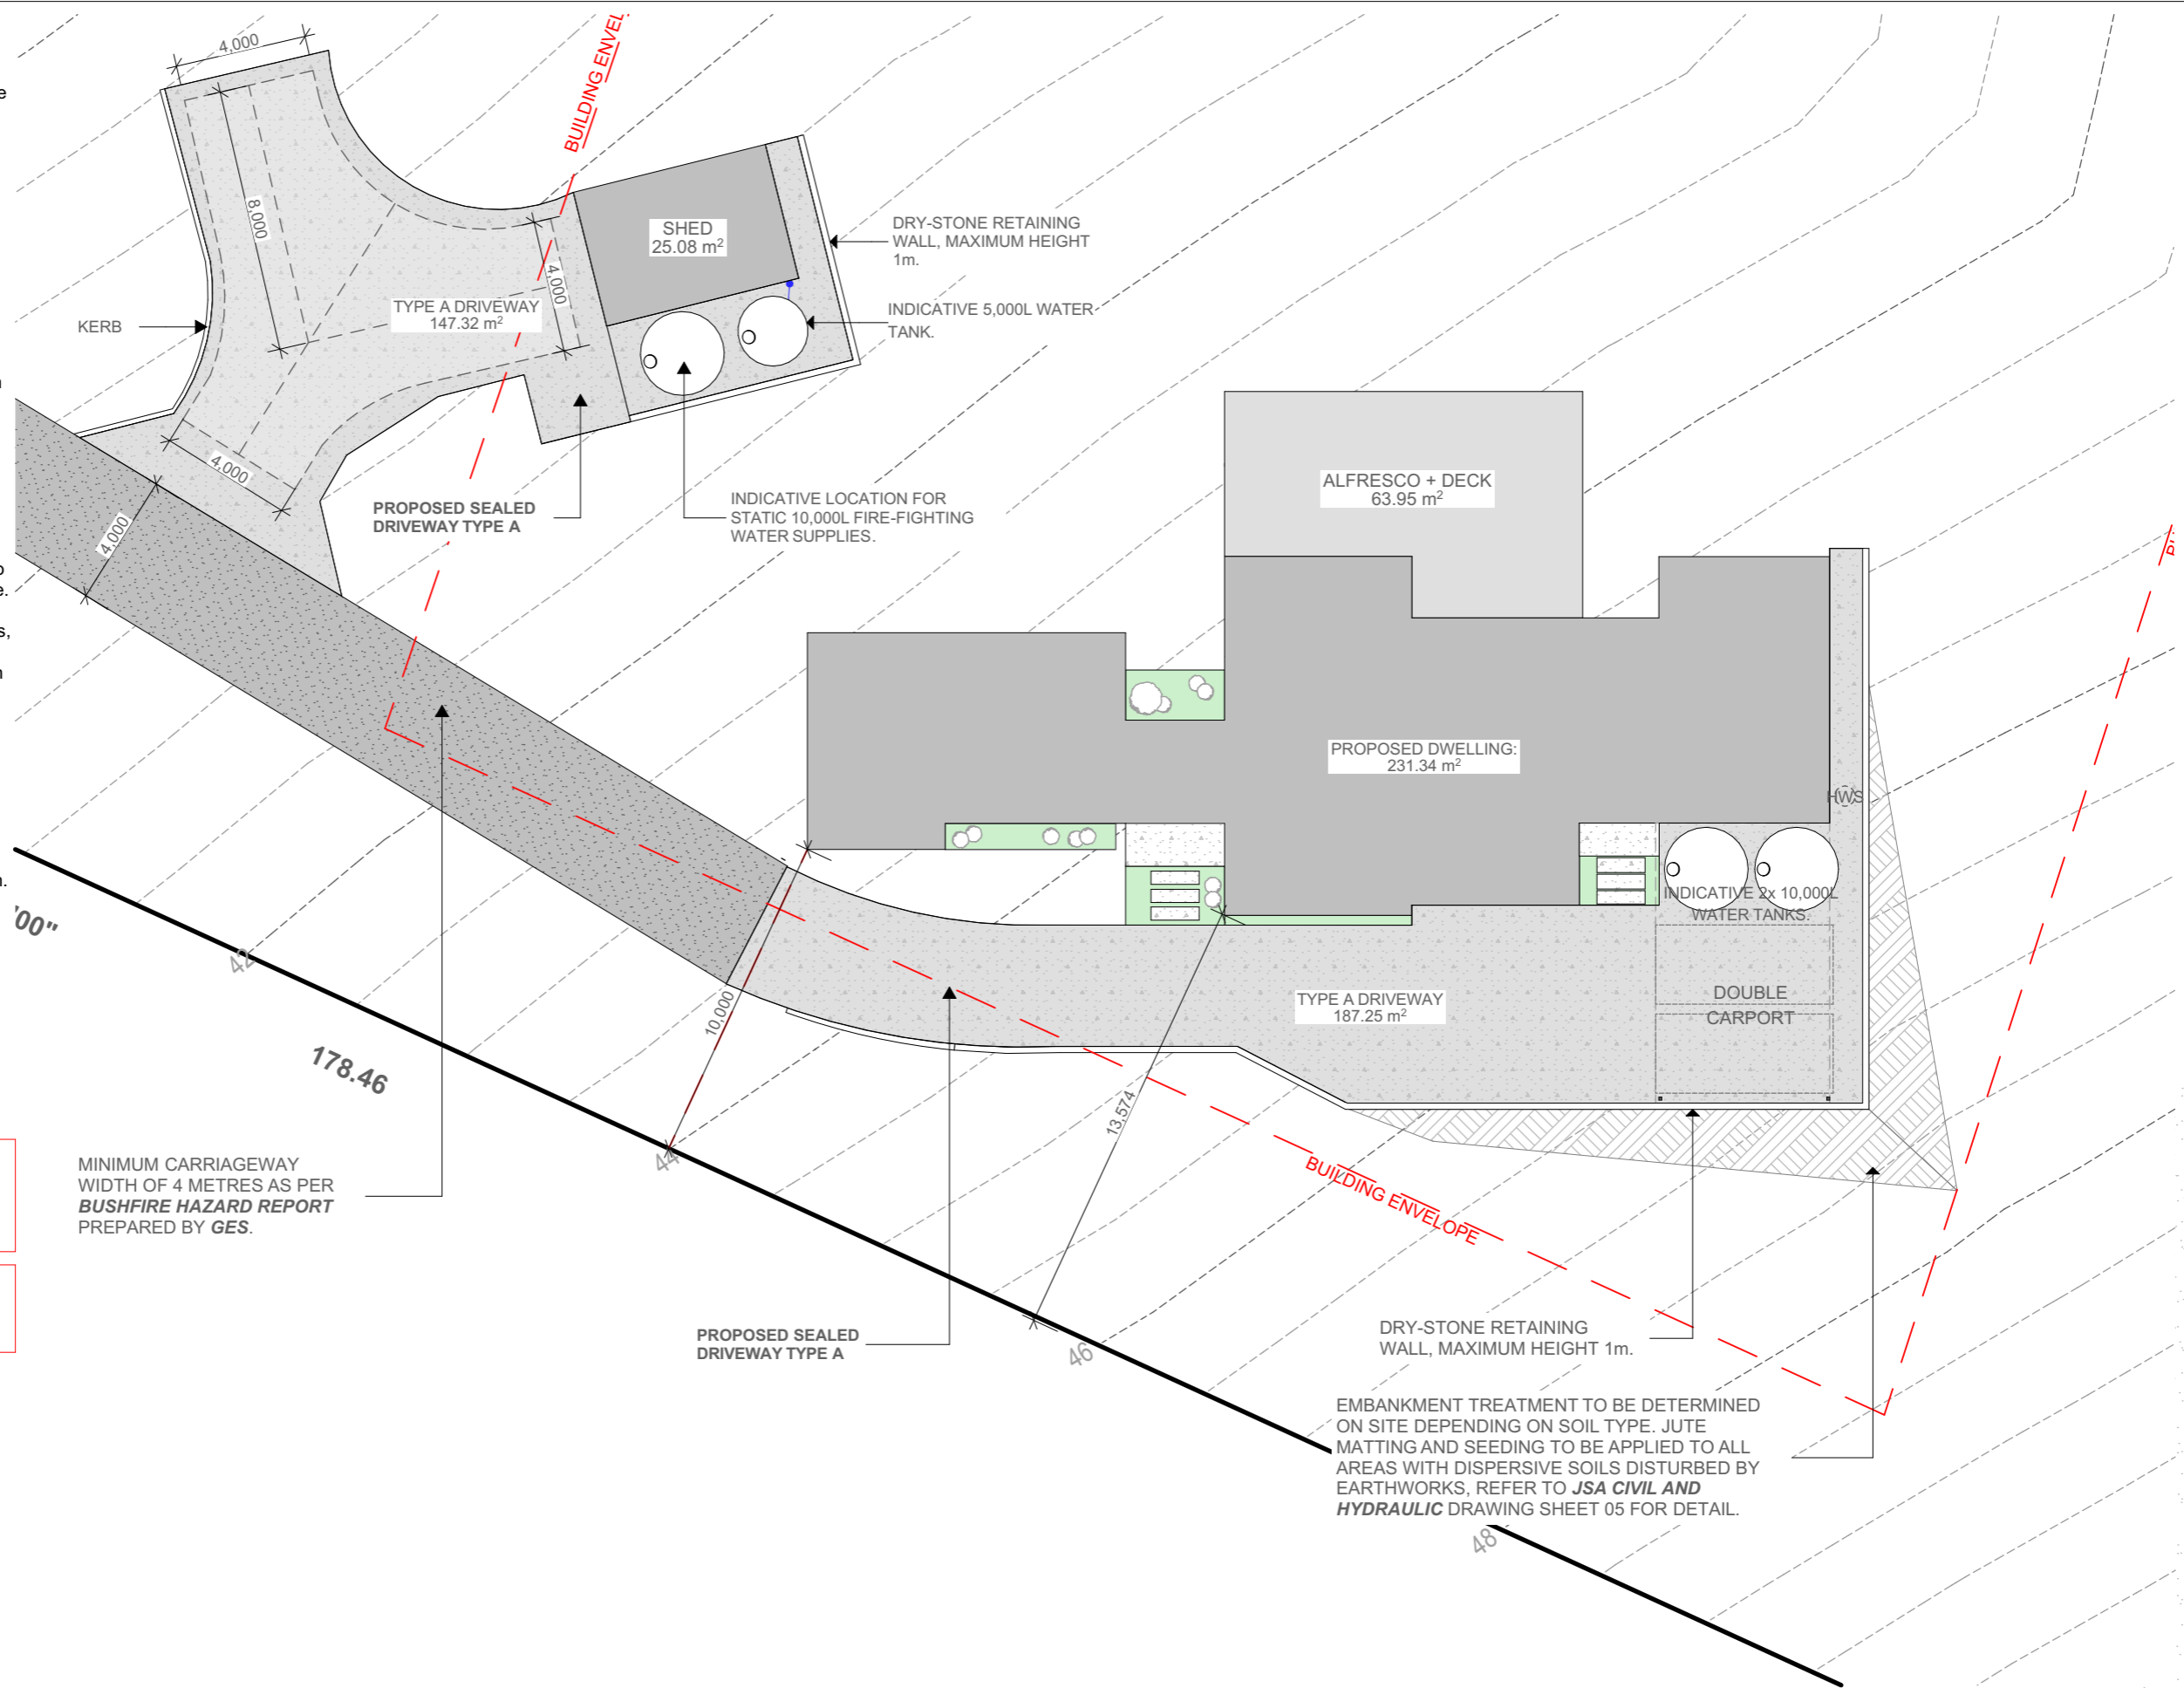 4,000
BUILDING ENVEL
e
8,000
SHED
25.08 m²
DRY-STONE RETAINING
WALL, MAXIMUM HEIGHT
1m.
4,000
TYPE A DRIVEWAY
147.32 m²
INDICATIVE 5,000L WATER
TANK.
KERB
4,000
4,000
PROPOSED SEALED
DRIVEWAY TYPE A
INDICATIVE LOCATION FOR
STATIC 10,000L FIRE-FIGHTING
WATER SUPPLIES.
ALFRESCO + DECK
63.95 m²
e.
s,
PROPOSED DWELLING:
231.34 m²
HWS
INDICATIVE 2x 10,000L
WATER TANKS.
00"
42
178.46
10,000
TYPE A DRIVEWAY
187.25 m²
DOUBLE
CARPORT
13,574
44
MINIMUM CARRIAGEWAY
WIDTH OF 4 METRES AS PER
BUSHFIRE HAZARD REPORT
PREPARED BY GES.
BUILDING ENVELOPE
PROPOSED SEALED
DRIVEWAY TYPE A
46
DRY-STONE RETAINING
WALL, MAXIMUM HEIGHT 1m.
EMBANKMENT TREATMENT TO BE DETERMINED
ON SITE DEPENDING ON SOIL TYPE. JUTE
MATTING AND SEEDING TO BE APPLIED TO ALL
AREAS WITH DISPERSIVE SOILS DISTURBED BY
EARTHWORKS, REFER TO JSA CIVIL AND
HYDRAULIC DRAWING SHEET 05 FOR DETAIL.
48